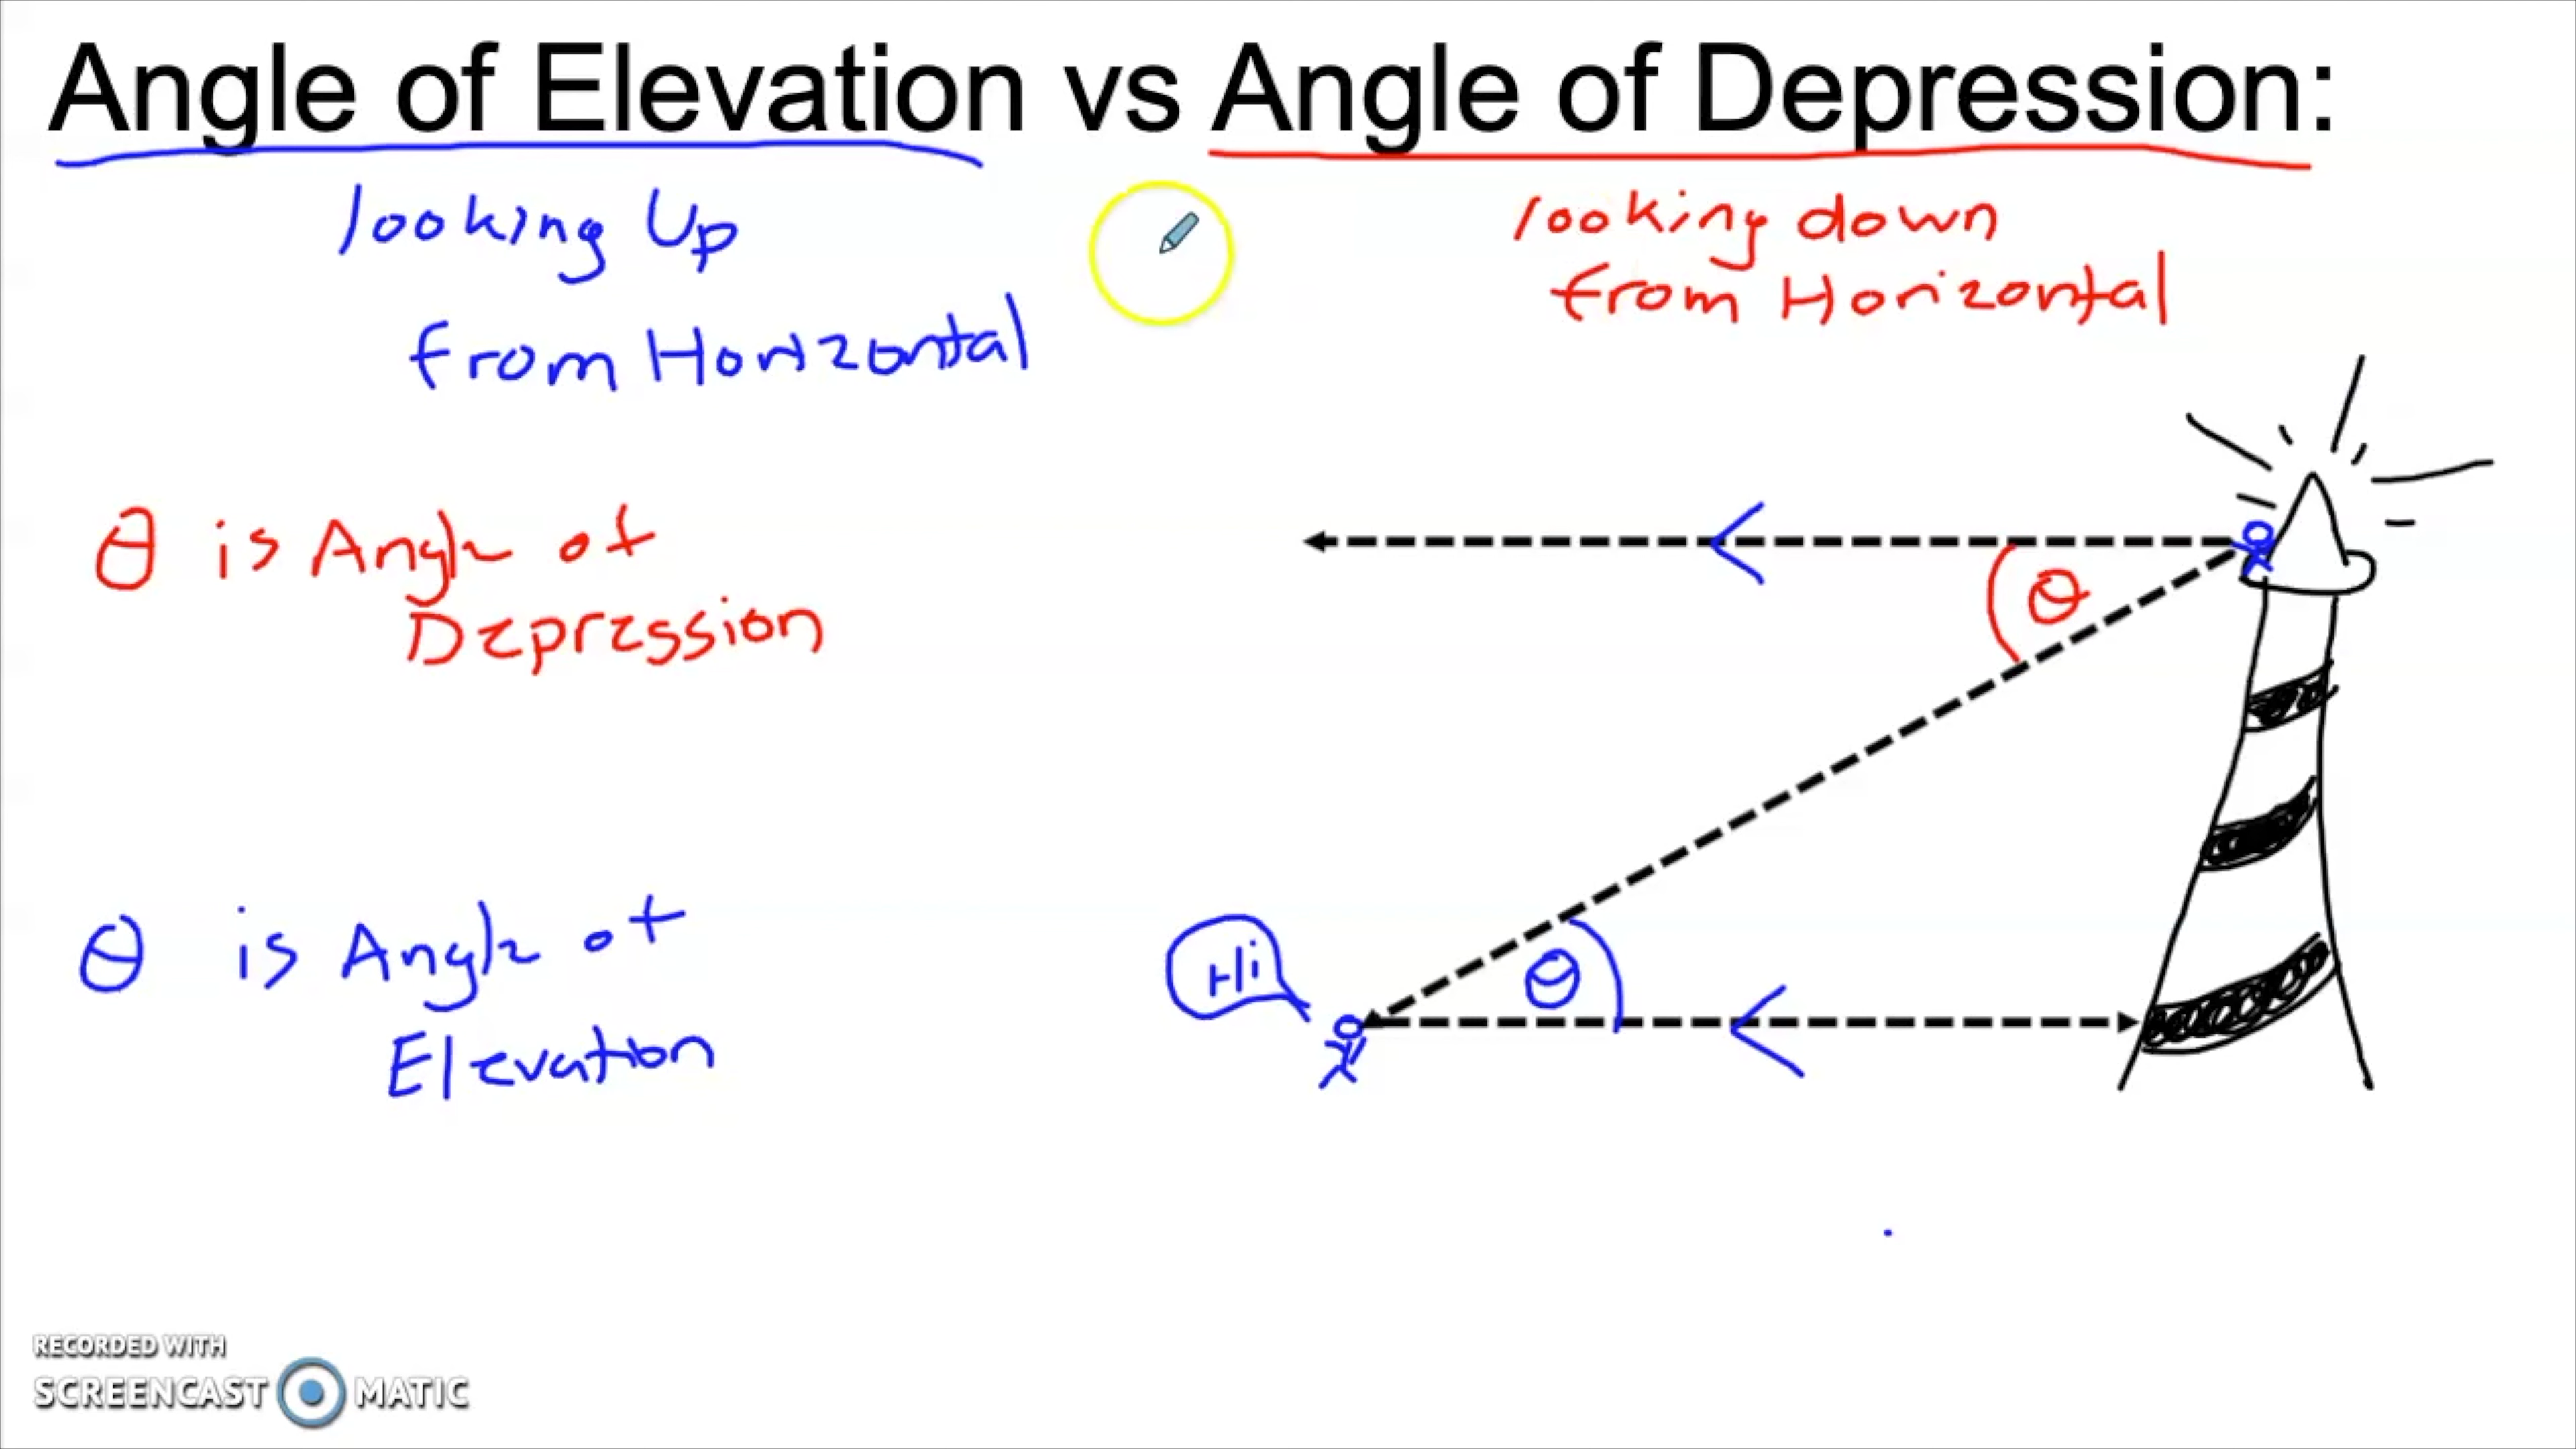 Angle of Elevation vs Angle of Depression:
looking Up
from Horizontal
looking down
from Horizontal
θ is Angle of
Depression
θ
θ is Angle of
Elevation
Hi
θ
RECORDED WITH
SCREENCAST MATIC